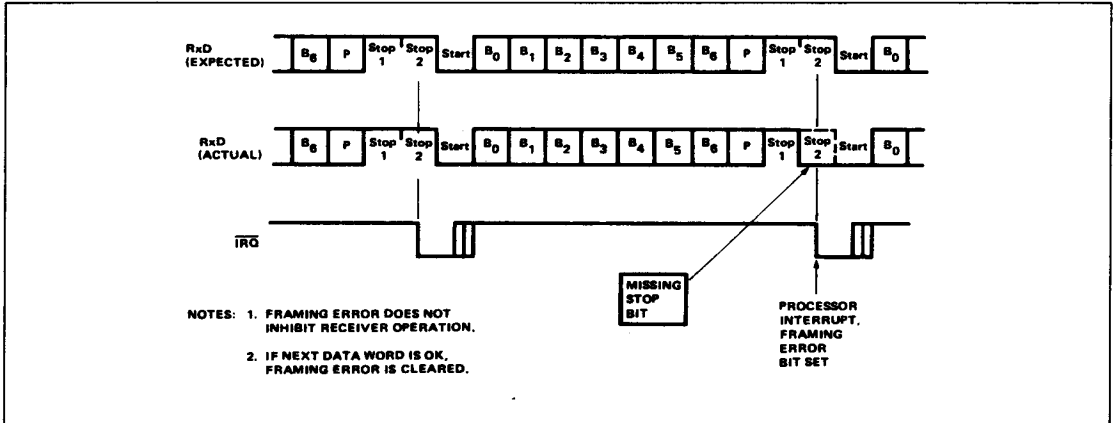 RxD
(EXPECTED)
B6 P Stop 1 Stop 2 Start B0 B1 B2 B3 B4 B5 B6 P Stop 1 Stop 2 Start B0
RxD
(ACTUAL)
B6 P Stop 1 Stop 2 Start B0 B1 B2 B3 B4 B5 B6 P Stop 1 Stop 2 Start B0
IRQ
MISSING
STOP
BIT
PROCESSOR
INTERRUPT,
FRAMING
ERROR
BIT SET
NOTES: 1. FRAMING ERROR DOES NOT
INHIBIT RECEIVER OPERATION.
2. IF NEXT DATA WORD IS OK,
FRAMING ERROR IS CLEARED.